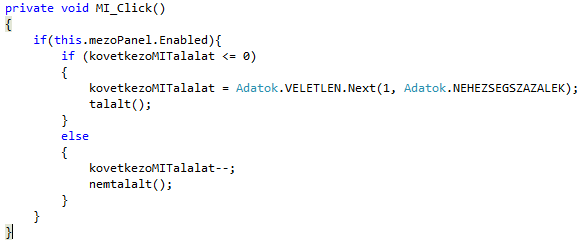 private void MI_Click()
{
if(this.mezoPanel.Enabled){
if (kovetkezoMITalalat <= 0)
{
kovetkezoMITalalat = Adatok.VELETLEN.Next(1, Adatok.NEHEZSEGSZAZALEK);
talalt();
}
else
{
kovetkezoMITalalat--;
nemtalalt();
}
}
}